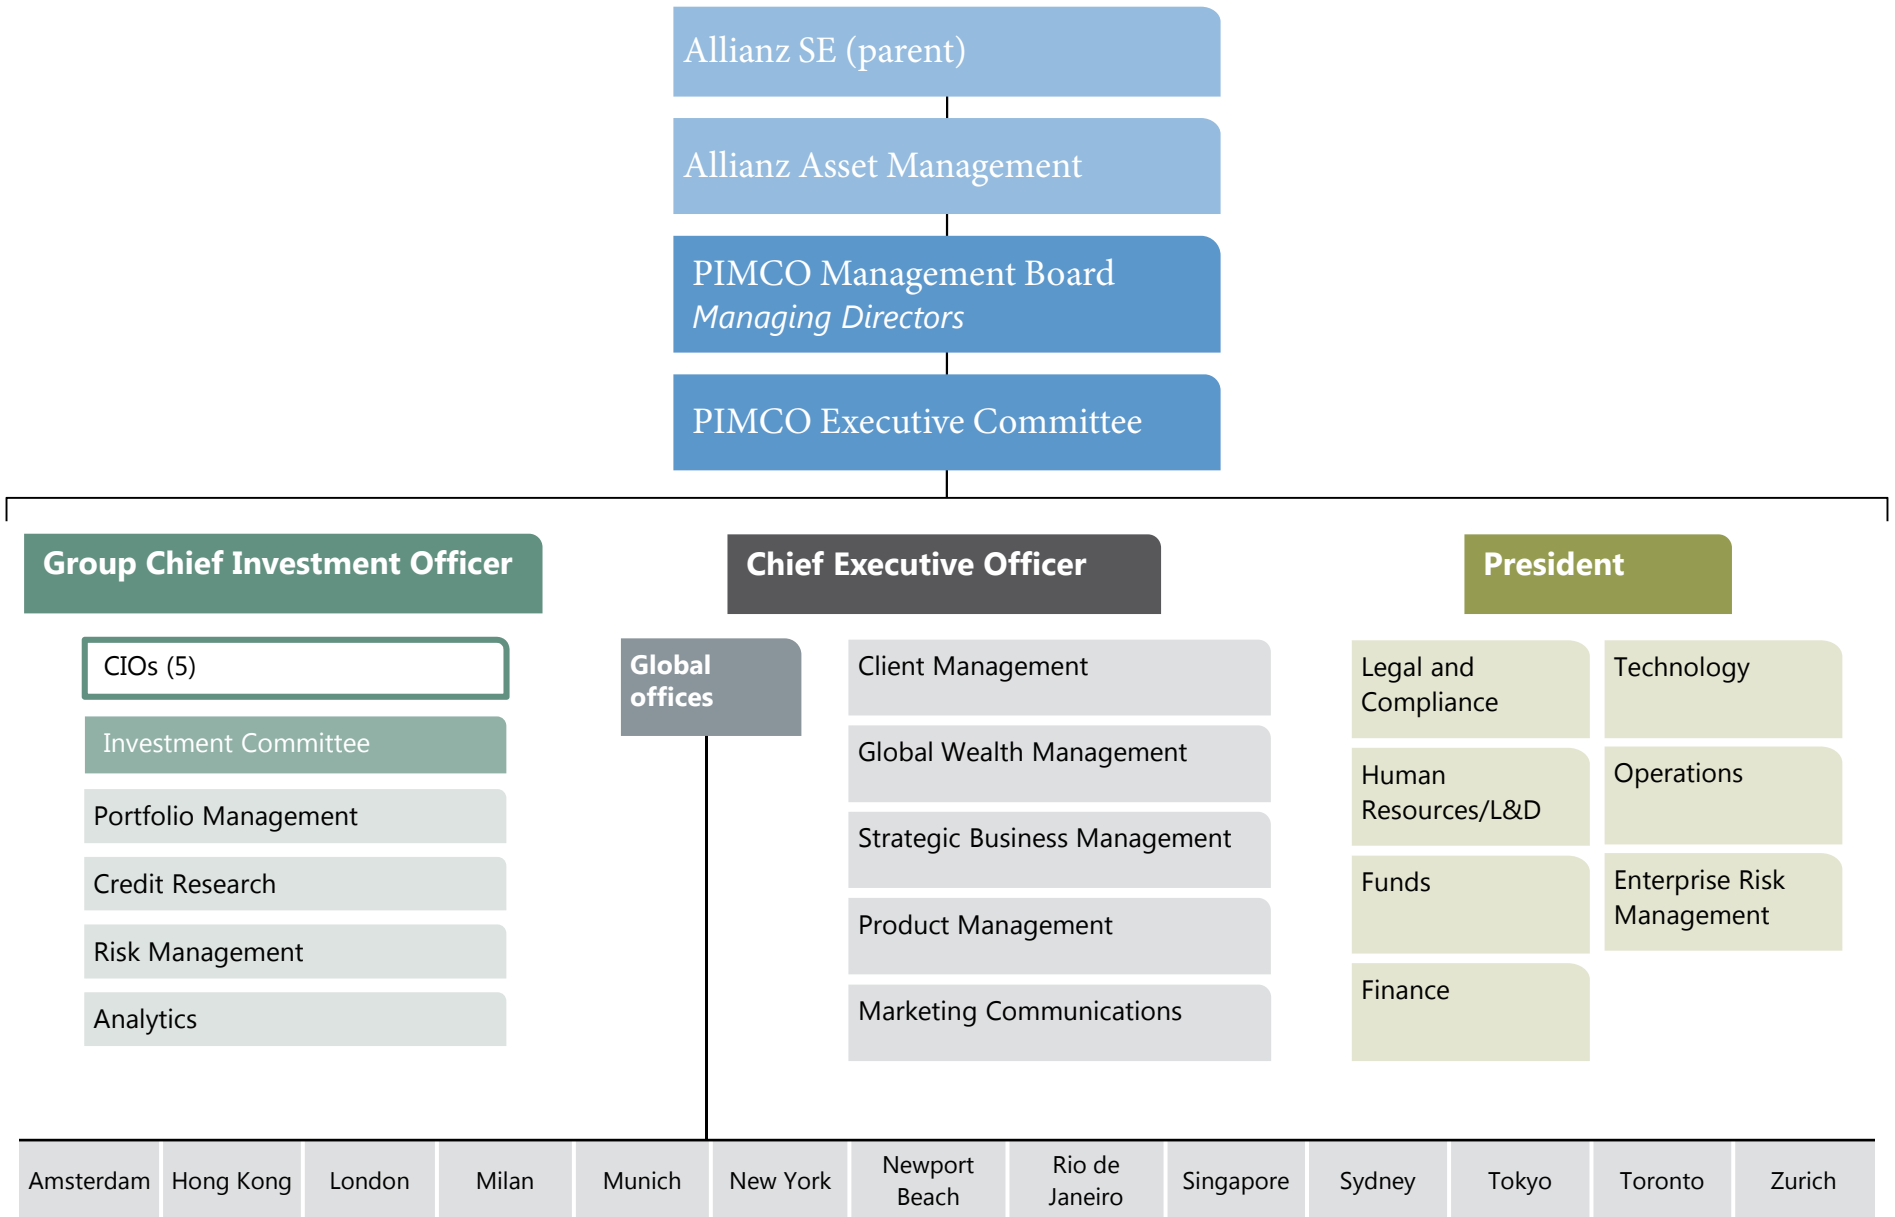 Allianz SE (parent)
Allianz Asset Management
PIMCO Management Board
Managing Directors
PIMCO Executive Committee
Group Chief Investment Officer
CIOs (5)
Investment Committee
Portfolio Management
Credit Research
Risk Management
Analytics
Chief Executive Officer
Global
offices
Client Management
Global Wealth Management
Strategic Business Management
Product Management
Marketing Communications
President
Legal and
Compliance
Human
Resources/L&D
Funds
Finance
Technology
Operations
Enterprise Risk
Management
Amsterdam
Hong Kong
London
Milan
Munich
New York
Newport
Beach
Rio de
Janeiro
Singapore
Sydney
Tokyo
Toronto
Zurich